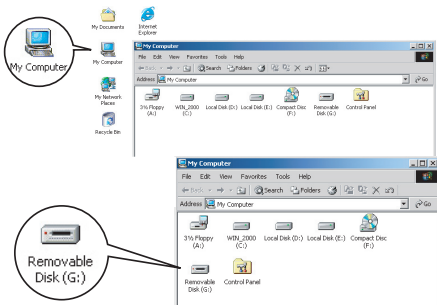 My Documents
Internet
Explorer
My Computer
My Computer
My Network
Places
Recycle Bin
My Computer
File Edit View Favorites Tools Help
Back Search Folders
Address My Computer Go
3½ Floppy (A:) WIN_2000 (C:) Local Disk (D:) Local Disk (E:) Compact Disc (F:) Removable Disk (G:) Control Panel
My Computer
File Edit View Favorites Tools Help
Back Search Folders
Address My Computer Go
3½ Floppy (A:) WIN_2000 (C:) Local Disk (D:) Local Disk (E:) Compact Disc (F:)
Removable Disk (G:) Control Panel
Removable
Disk (G:)